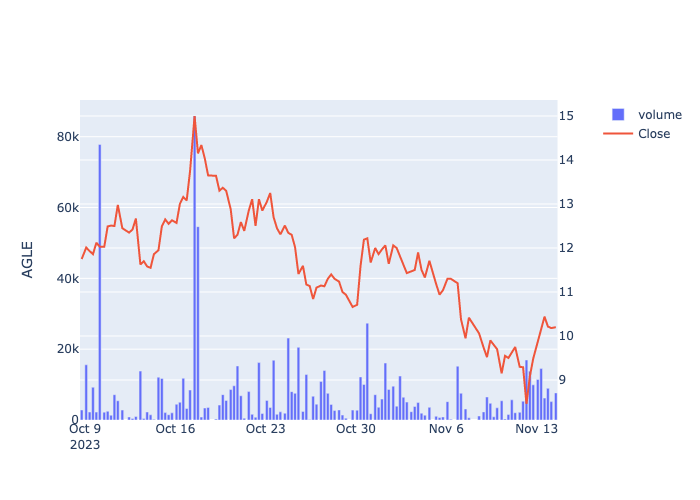 AGLE
80k
60k
40k
20k
0
15
14
13
12
11
10
9
Oct 9
2023
Oct 16
Oct 23
Oct 30
Nov 6
Nov 13
volume
Close